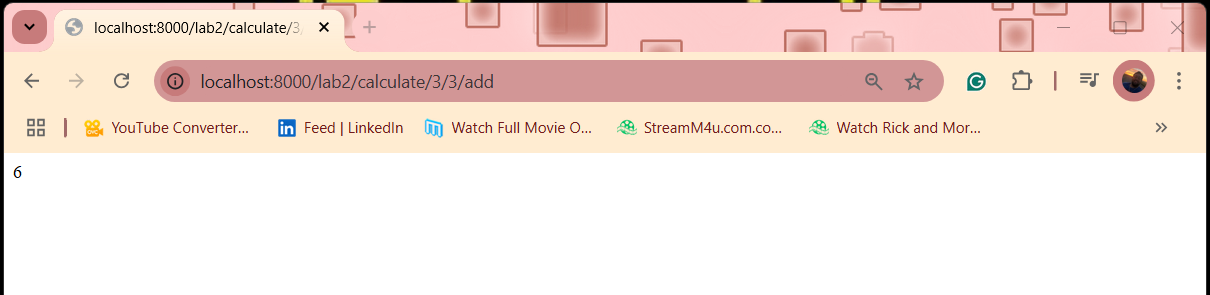 localhost:8000/lab2/calculate/3/
localhost:8000/lab2/calculate/3/3/add
YouTube Converter... Feed | LinkedIn Watch Full Movie O... StreamM4u.com.co... Watch Rick and Mor...
6